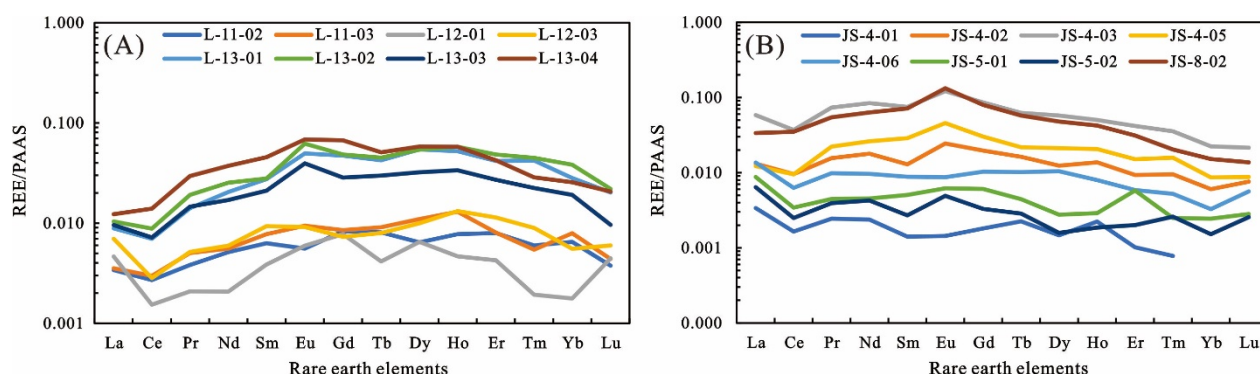 (A)
L-11-02 L-11-03 L-12-01 L-12-03
L-13-01 L-13-02 L-13-03 L-13-04
1.000
0.100
0.010
0.001
REE/PAAS
La Ce Pr Nd Sm Eu Gd Tb Dy Ho Er Tm Yb Lu
Rare earth elements
(B)
JS-4-01 JS-4-02 JS-4-03 JS-4-05
JS-4-06 JS-5-01 JS-5-02 JS-8-02
1.000
0.100
0.010
0.001
0.000
REE/PAAS
La Ce Pr Nd Sm Eu Gd Tb Dy Ho Er Tm Yb Lu
Rare earth elements